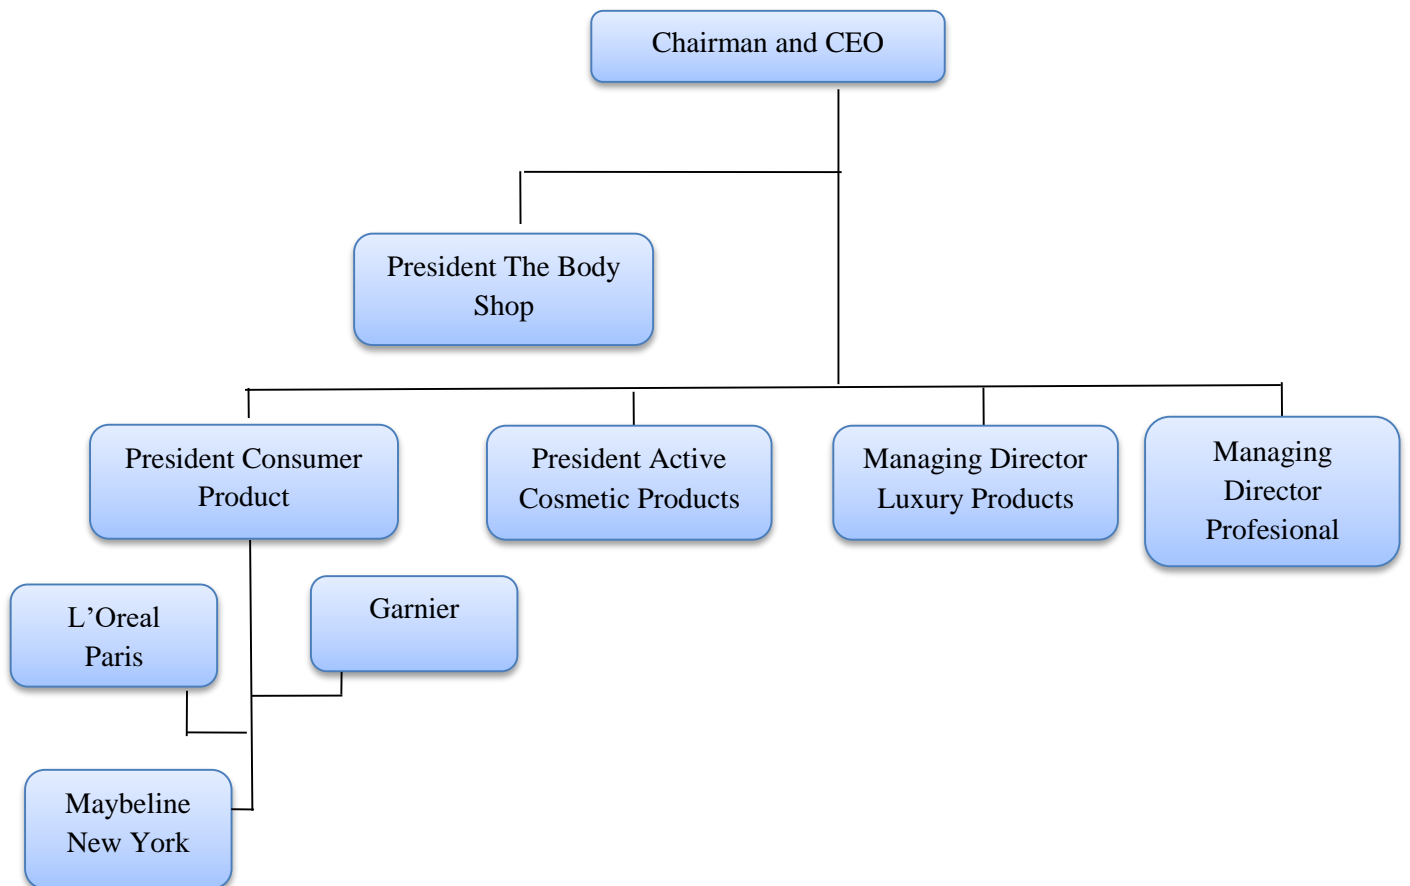 Chairman and CEO
President The Body
Shop
President Consumer
Product
President Active
Cosmetic Products
Managing Director
Luxury Products
Managing
Director
Profesional
L’Oreal
Paris
Garnier
Maybeline
New York